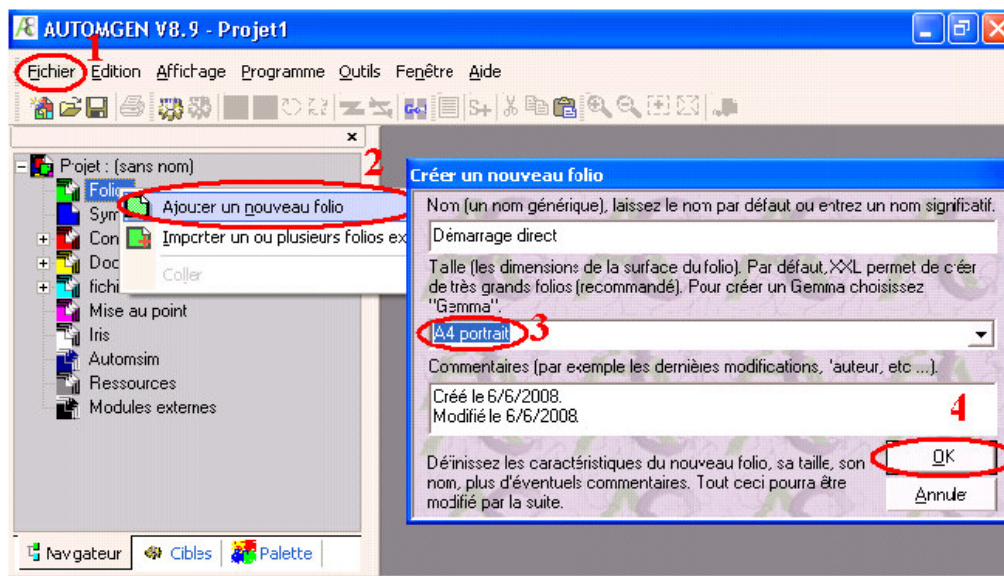 AUTOMGEN V8.9 - Projet1
1
Fichier Edition Affichage Programme Outils Fenêtre Aide
Projet : (sans nom)
Folio
2
Ajouter un nouveau folio
Sym
Importer un ou plusieurs folios ex
Con
Doc
Coller
fichi
Mise au point
Iris
Automsim
Ressources
Modules externes
Navigateur Cibles Palette
Créer un nouveau folio
Nom (un nom générique), laissez le nom par défaut ou entrez un nom significatif.
Démarrage direct
Taille (les dimensions de la surface du folio). Par défaut, XXL permet de créer
de très grands folios (recommandé). Pour créer un Gemma choisissez
"Gemma".
A4 portrait 3
Commentaires (par exemple les dernières modifications, 'auteur, etc ...).
Créé le 6/6/2008.
Modifié le 6/6/2008.
4
Définissez les caractéristiques du nouveau folio, sa taille, son
nom, plus d'éventuels commentaires. Tout ceci pourra être
modifié par la suite.
OK
Annuler